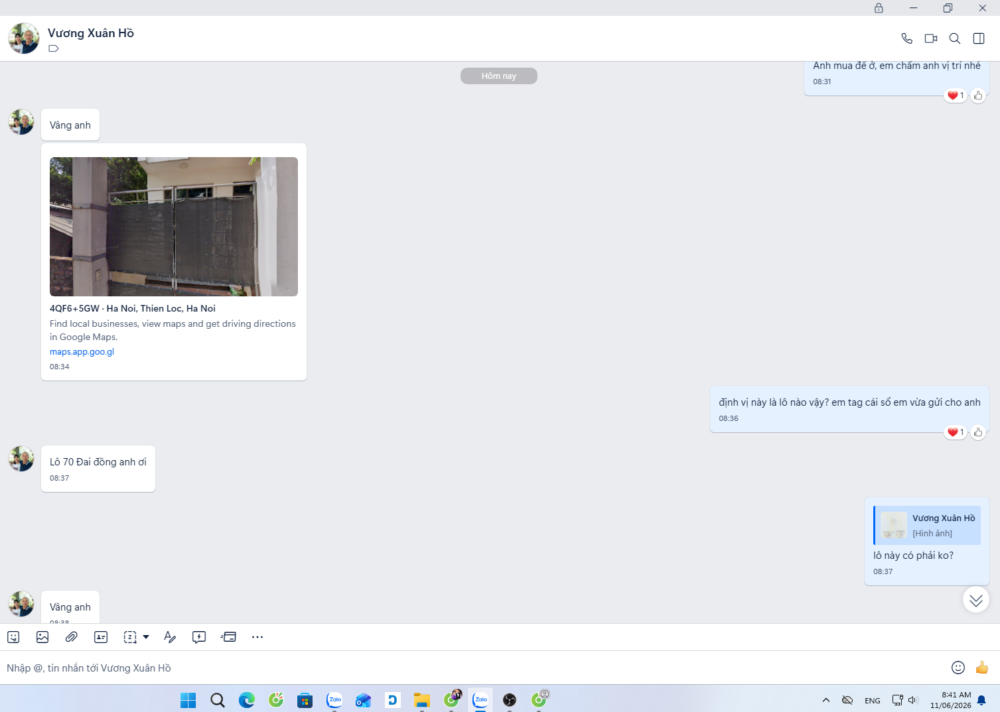 Vương Xuân Hồ
Anh mua để ở, em chấm anh vị trí nhé
08:31
1
Hôm nay
Vâng anh
4QF6+5GW · Ha Noi, Thien Loc, Ha Noi
Find local businesses, view maps and get driving directions
in Google Maps.
maps.app.goo.gl
08:34
định vị này là lô nào vậy? em tag cái sổ em vừa gửi cho anh
08:36
1
Lô 70 Đai đồng anh ơi
08:37
Vương Xuân Hồ
[Hình ảnh]
lô này có phải ko?
08:37
Vâng anh
08:38
Nhập @, tin nhắn tới Vương Xuân Hồ
Zalo
Zalo
ENG
8:41 AM
11/06/2026